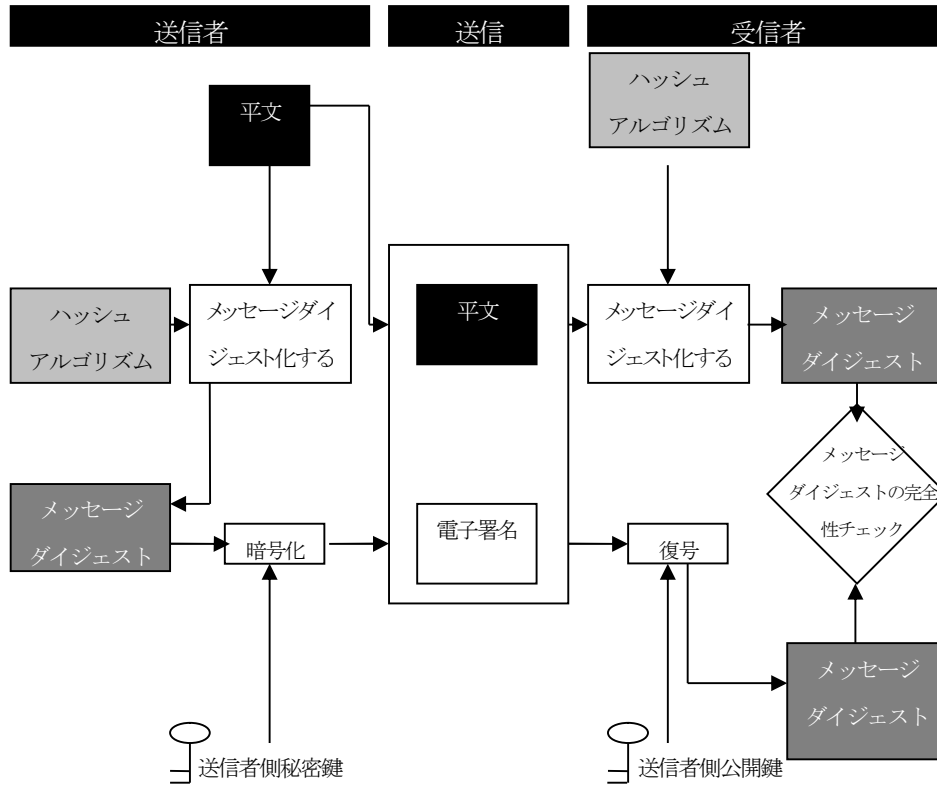 送信者
送信
受信者
平文
ハッシュ
アルゴリズム
ハッシュ
アルゴリズム
メッセージダイ
ジェスト化する
平文
メッセージダイ
ジェスト化する
メッセージ
ダイジェスト
メッセージ
ダイジェストの完全
性チェック
メッセージ
ダイジェスト
暗号化
電子署名
復号
メッセージ
ダイジェスト
送信者側秘密鍵
送信者側公開鍵